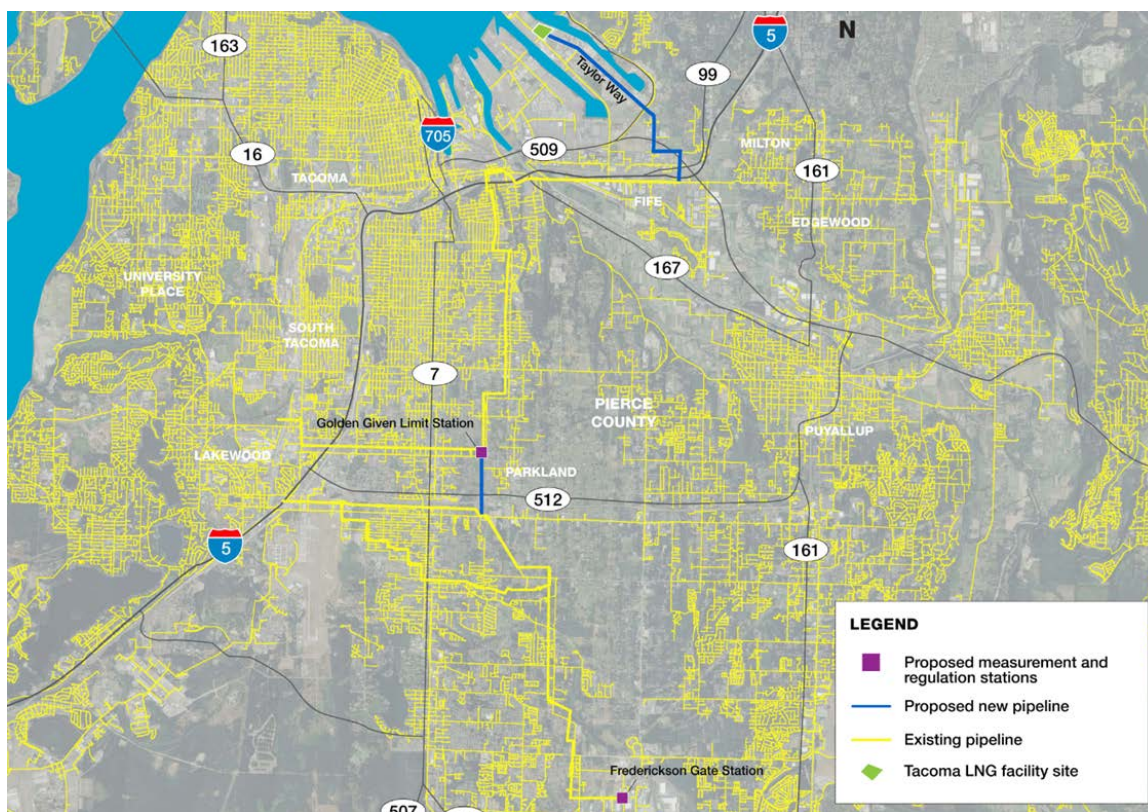 N
5
163
99
Taylor Way
705
509
MILTON
16
161
TACOMA
FIFE
EDGEWOOD
167
UNIVERSITY
PLACE
SOUTH
TACOMA
7
PIERCE
COUNTY
Golden Given Limit Station
PUYALLUP
LAKEWOOD
PARKLAND
512
5
161
LEGEND
Proposed measurement and
regulation stations
Proposed new pipeline
Existing pipeline
Tacoma LNG facility site
Frederickson Gate Station
507